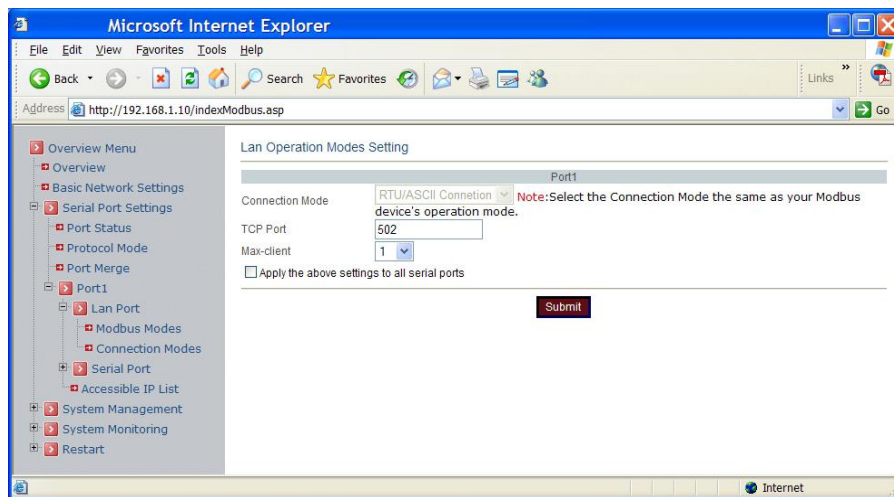 Microsoft Internet Explorer
File Edit View Favorites Tools Help
Back Search Favorites Links »
Address http://192.168.1.10/indexModbus.asp Go
Overview Menu
Overview
Basic Network Settings
Serial Port Settings
Port Status
Protocol Mode
Port Merge
Port1
Lan Port
Modbus Modes
Connection Modes
Serial Port
Accessible IP List
System Management
System Monitoring
Restart
Lan Operation Modes Setting
Port1
Connection Mode RTU/ASCII Connetion Note:Select the Connection Mode the same as your Modbus
device's operation mode.
TCP Port 502
Max-client 1
Apply the above settings to all serial ports
Submit
Internet